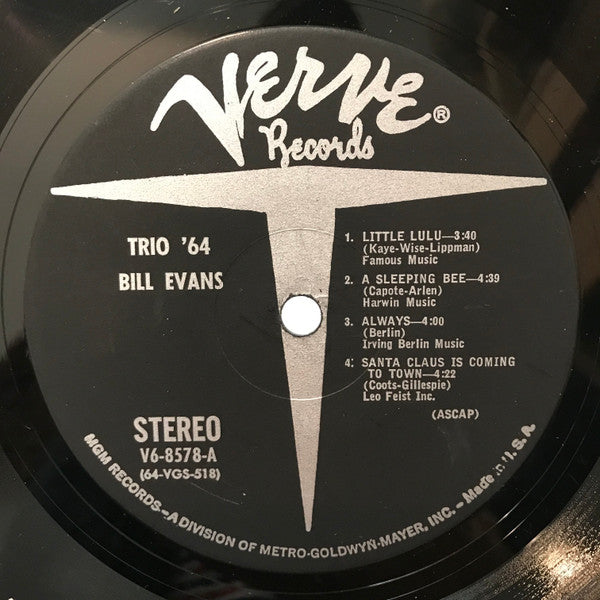 VERVE®
Records
TRIO '64
BILL EVANS
1. LITTLE LULU—3:40
(Kaye-Wise-Lippman)
Famous Music
2. A SLEEPING BEE—4:39
(Capote-Arlen)
Harwin Music
3. ALWAYS—4:00
(Berlin)
Irving Berlin Music
4. SANTA CLAUS IS COMING
TO TOWN—4:22
(Coots-Gillespie)
Leo Feist Inc.
(ASCAP)
STEREO
V6-8578-A
(64-VGS-518)
MGM RECORDS—A DIVISION OF METRO-GOLDWYN-MAYER, INC.—Made in U.S.A.